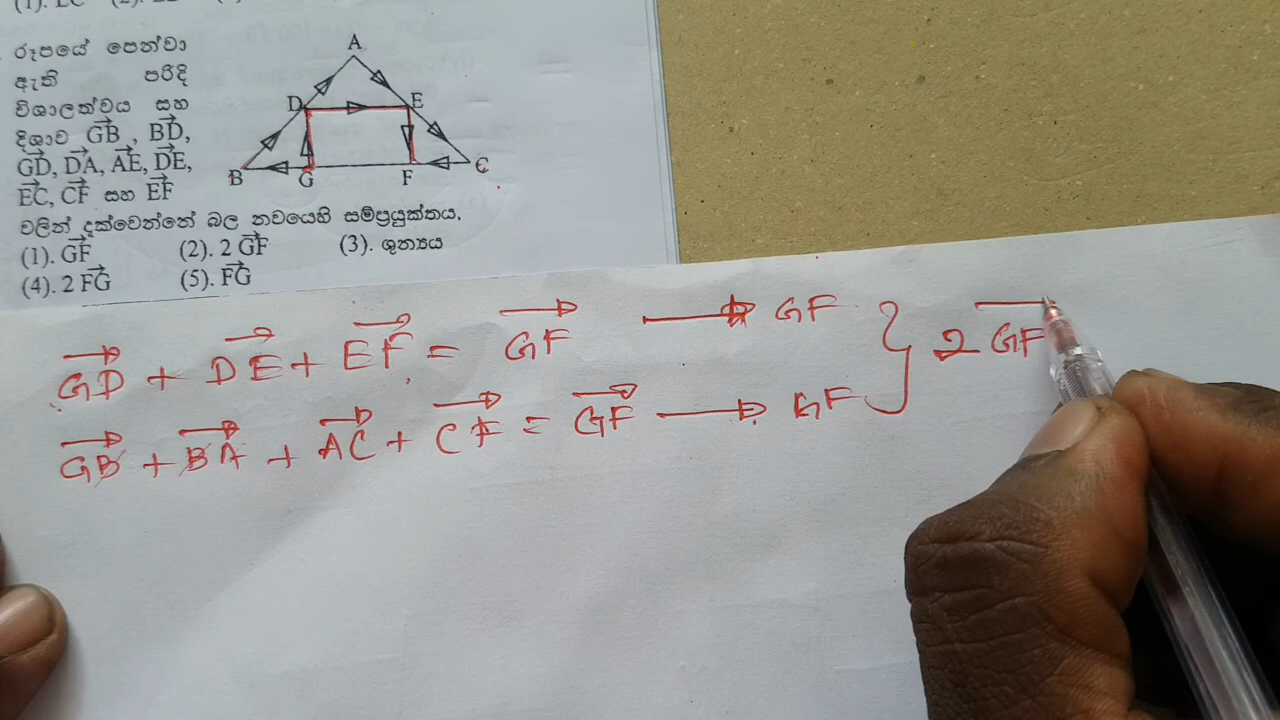 රූපයේ පෙන්වා
ඇති පරිදි
විශාලත්වය සහ
දිශාව GB⃗ , BD⃗,
GD⃗, DA⃗, AE⃗, DE⃗,
EC⃗, CF⃗ සහ EF⃗
වලින් දැක්වෙන්නේ බල නවයෙහි සම්ප්‍රයුක්තය,
(1). GF⃗ (2). 2 GF⃗ (3). ශුන්‍යය
(4). 2 FG⃗ (5). FG⃗
A
D E
B G F C
GD⃗ + DE⃗ + EF⃗ = GF⃗ → GF } 2 GF⃗
GB⃗ + BA⃗ + AC⃗ + CF⃗ = GF⃗ → GF